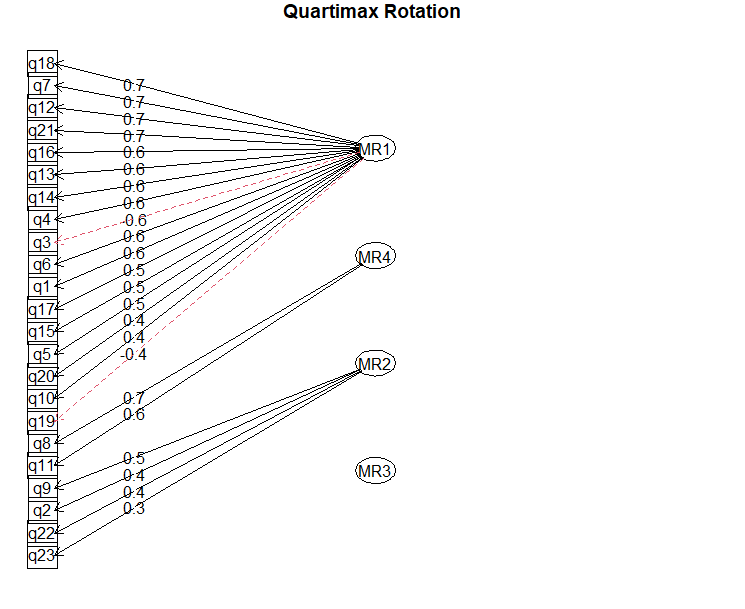 Quartimax Rotation
q18
q7
q12
q21
q16
q13
q14
q4
q3
q6
q1
q17
q15
q5
q20
q10
q19
q8
q11
q9
q2
q22
q23
0.7
0.7
0.7
0.7
0.6
0.6
0.6
0.6
-0.6
0.6
0.6
0.5
0.5
0.5
0.4
0.4
-0.4
0.7
0.6
0.5
0.4
0.4
0.3
MR1
MR4
MR2
MR3